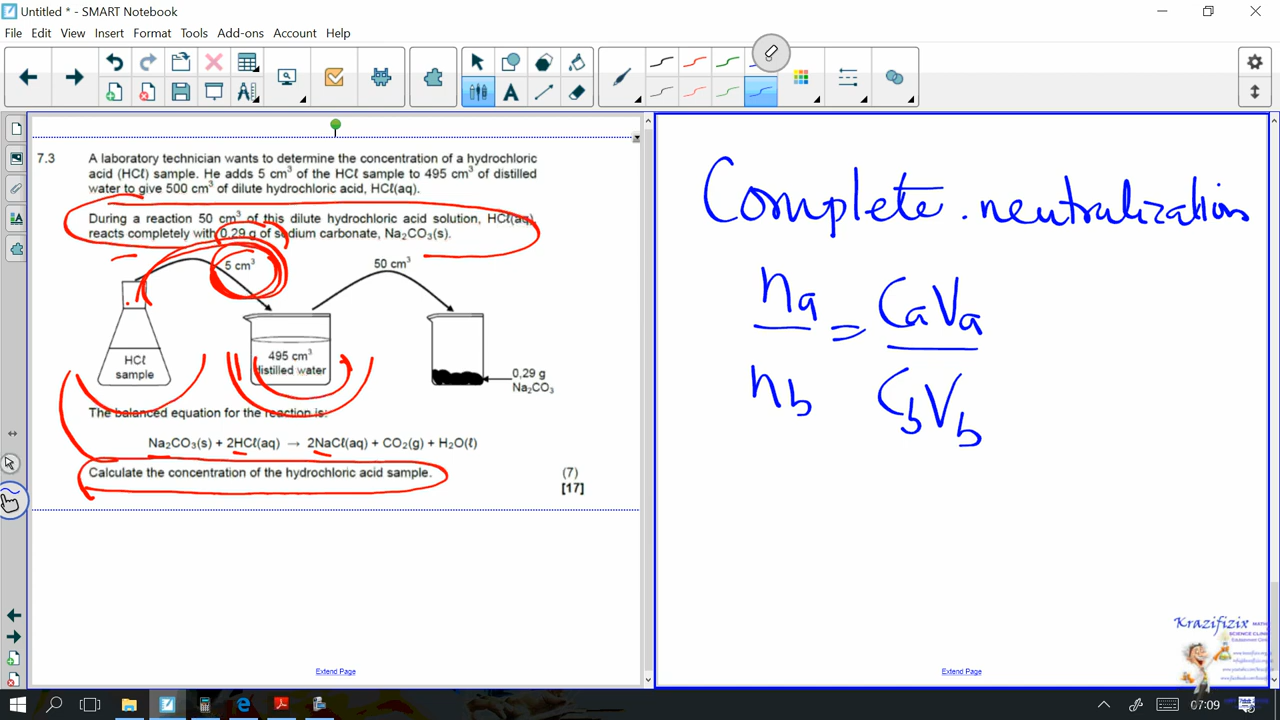 Untitled * - SMART Notebook
File Edit View Insert Format Tools Add-ons Account Help
7.3
A laboratory technician wants to determine the concentration of a hydrochloric
acid (HCℓ) sample. He adds 5 cm³ of the HCℓ sample to 495 cm³ of distilled
water to give 500 cm³ of dilute hydrochloric acid, HCℓ(aq).
During a reaction 50 cm³ of this dilute hydrochloric acid solution, HCℓ(aq)
reacts completely with 0,29 g of sodium carbonate, Na₂CO₃(s).
5 cm³
50 cm³
HCℓ
sample
495 cm³
distilled water
0,29 g
Na₂CO₃
The balanced equation for the reaction is:
Na₂CO₃(s) + 2HCℓ(aq) → 2NaCℓ(aq) + CO₂(g) + H₂O(ℓ)
Calculate the concentration of the hydrochloric acid sample.
(7)
[17]
Extend Page
Complete . neutralization
na = CaVa
nb CbVb
Krazifizix MATH
SCIENCE CLINIC
Extend Page
07:09